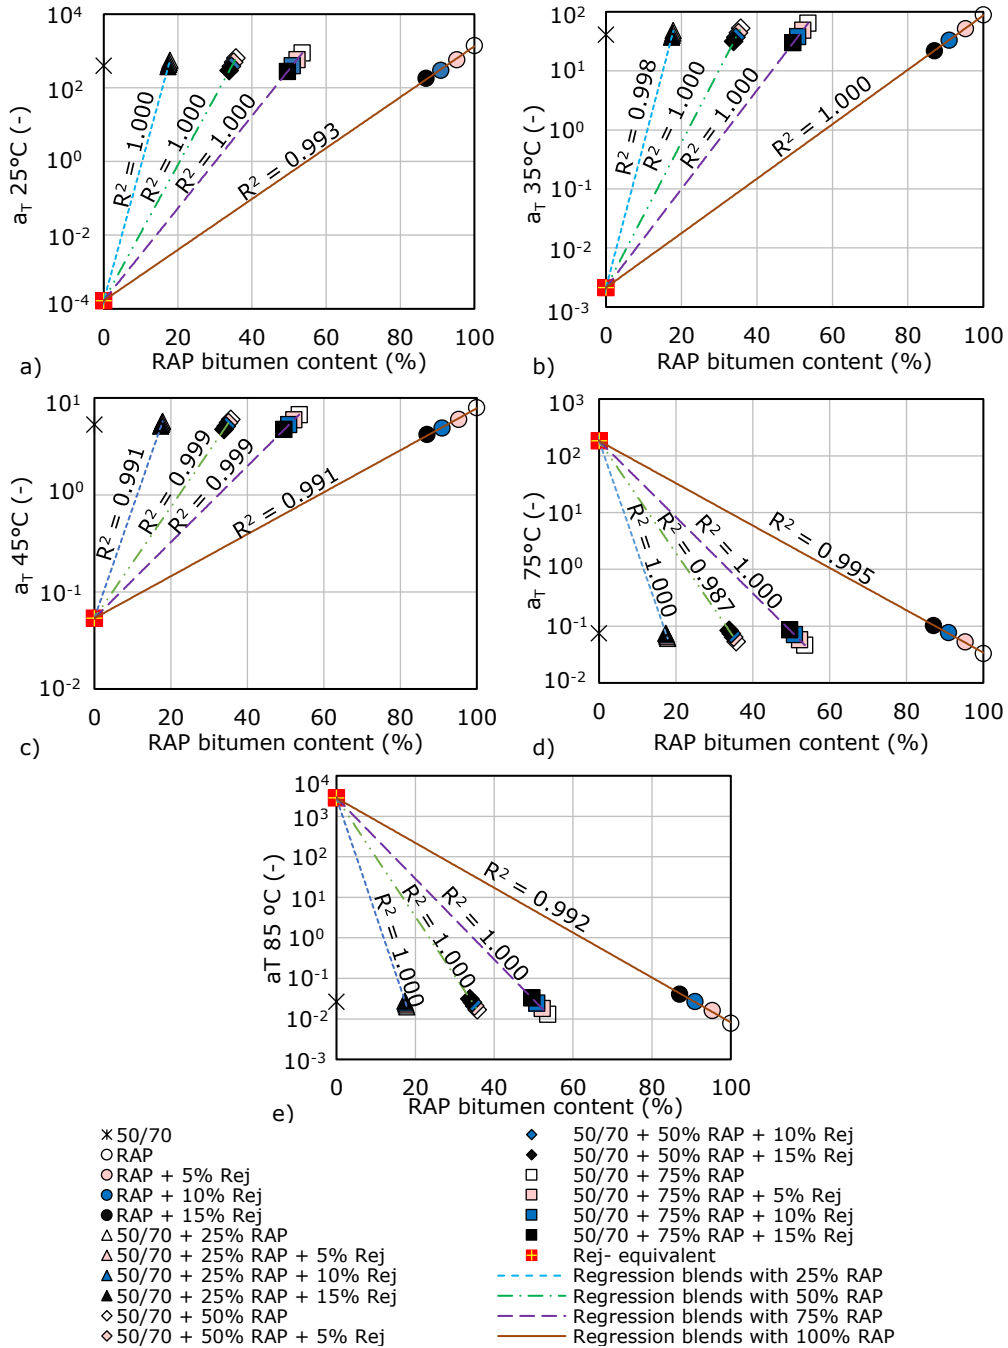 10⁴
10²
10⁰
10⁻²
10⁻⁴
a_T 25°C (-)
R² = 1.000
R² = 1.000
R² = 1.000
R² = 0.993
0 20 40 60 80 100
RAP bitumen content (%)
a)
10²
10¹
10⁰
10⁻¹
10⁻²
10⁻³
a_T 35°C (-)
R² = 0.998
R² = 1.000
R² = 1.000
R² = 1.000
0 20 40 60 80 100
RAP bitumen content (%)
b)
10¹
10⁰
10⁻¹
10⁻²
a_T 45°C (-)
R² = 0.991
R² = 0.999
R² = 0.999
R² = 0.991
0 20 40 60 80 100
RAP bitumen content (%)
c)
10³
10²
10¹
10⁰
10⁻¹
10⁻²
a_T 75°C (-)
R² = 1.000
R² = 0.987
R² = 1.000
R² = 0.995
0 20 40 60 80 100
RAP bitumen content (%)
d)
10⁴
10³
10²
10¹
10⁰
10⁻¹
10⁻²
10⁻³
aT 85 ºC (-)
R² = 1.000
R² = 1.000
R² = 1.000
R² = 0.992
0 20 40 60 80 100
RAP bitumen content (%)
e)
50/70
RAP
RAP + 5% Rej
RAP + 10% Rej
RAP + 15% Rej
50/70 + 25% RAP
50/70 + 25% RAP + 5% Rej
50/70 + 25% RAP + 10% Rej
50/70 + 25% RAP + 15% Rej
50/70 + 50% RAP
50/70 + 50% RAP + 5% Rej
50/70 + 50% RAP + 10% Rej
50/70 + 50% RAP + 15% Rej
50/70 + 75% RAP
50/70 + 75% RAP + 5% Rej
50/70 + 75% RAP + 10% Rej
50/70 + 75% RAP + 15% Rej
Rej- equivalent
Regression blends with 25% RAP
Regression blends with 50% RAP
Regression blends with 75% RAP
Regression blends with 100% RAP